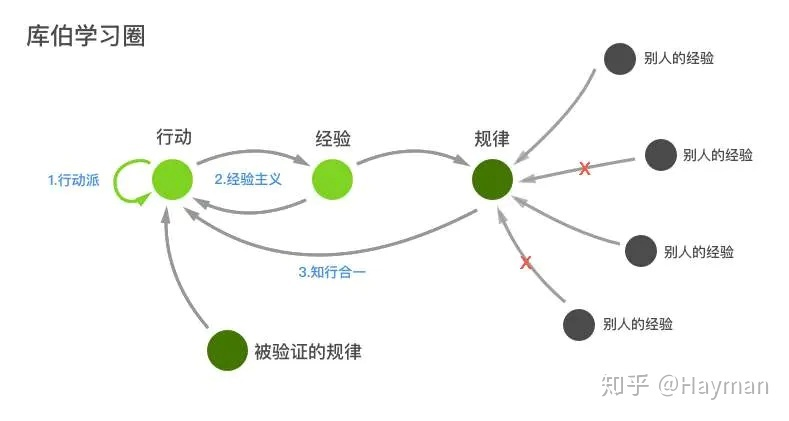 库伯学习圈
别人的经验
行动
经验
规律
别人的经验
1.行动派
2.经验主义
X
别人的经验
X
3.知行合一
别人的经验
被验证的规律
知乎 @Hayman